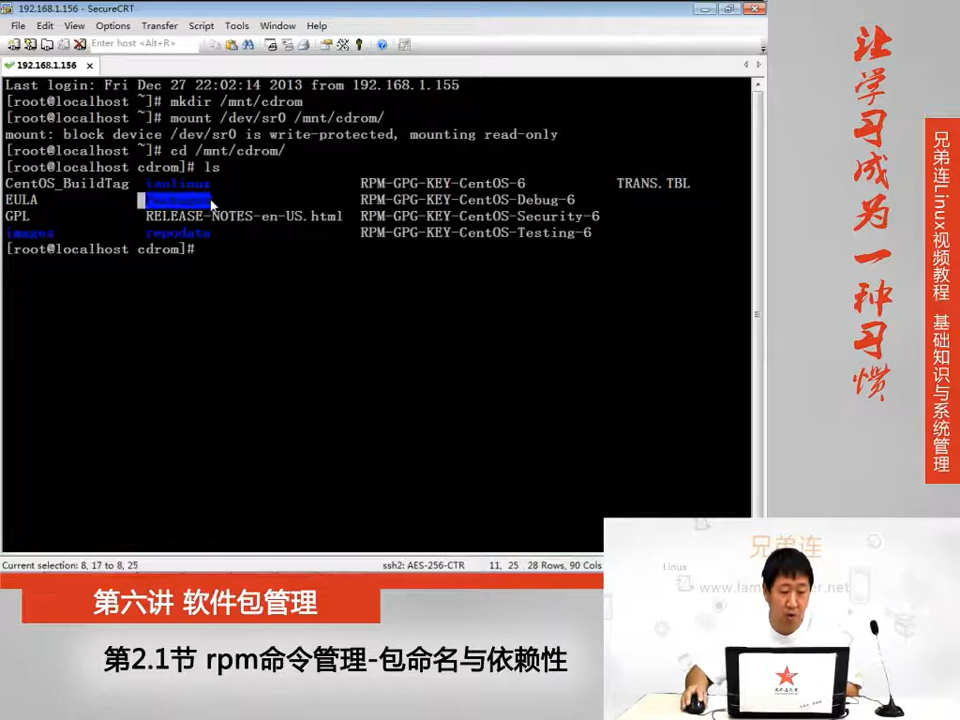 192.168.1.156 - SecureCRT
File Edit View Options Transfer Script Tools Window Help
Enter host <Alt+R>
192.168.1.156
Last login: Fri Dec 27 22:02:14 2013 from 192.168.1.155
[root@localhost ~]# mkdir /mnt/cdrom
[root@localhost ~]# mount /dev/sr0 /mnt/cdrom/
mount: block device /dev/sr0 is write-protected, mounting read-only
[root@localhost ~]# cd /mnt/cdrom/
[root@localhost cdrom]# ls
CentOS_BuildTag isolinux RPM-GPG-KEY-CentOS-6 TRANS.TBL
EULA RPM-GPG-KEY-CentOS-Debug-6
GPL RELEASE-NOTES-en-US.html RPM-GPG-KEY-CentOS-Security-6
images repodata RPM-GPG-KEY-CentOS-Testing-6
[root@localhost cdrom]#
Current selection: 8, 17 to 8, 25 ssh2: AES-256-CTR 11, 25 28 Rows, 90 Cols
让学习成为一种习惯
兄弟连Linux视频教程 基础知识与系统管理
兄弟连
Linux
第六讲 软件包管理
第2.1节 rpm命令管理-包命名与依赖性